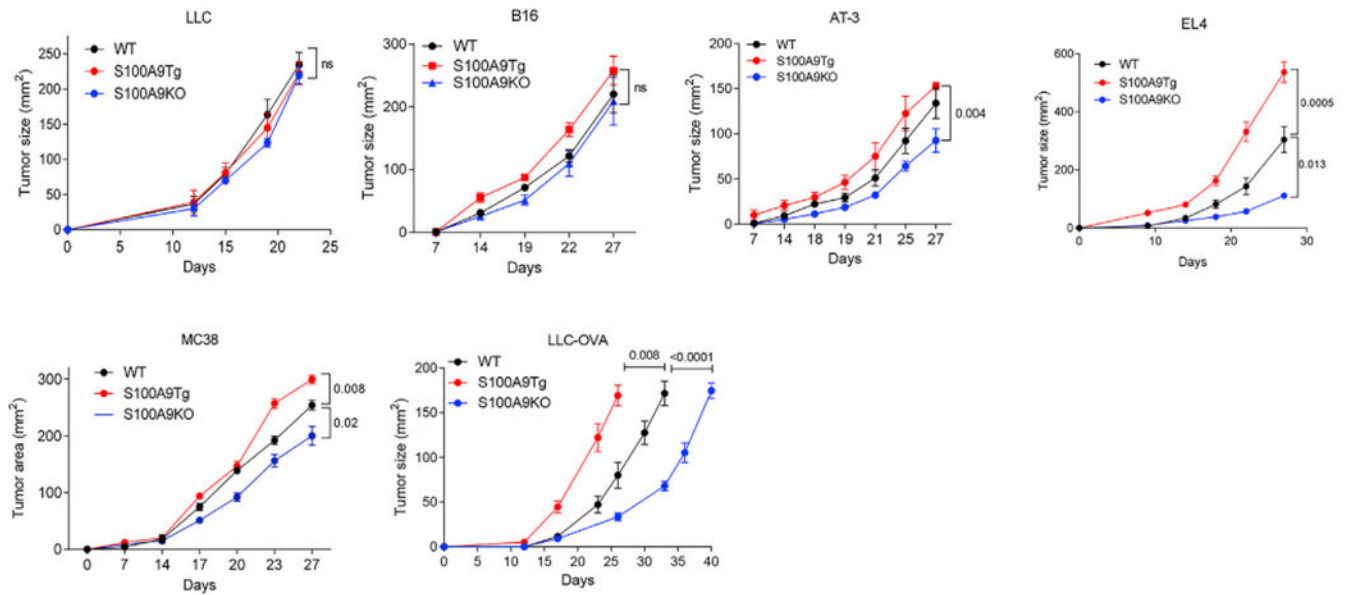 LLC
WT
S100A9Tg
S100A9KO
ns
Tumor size (mm²)
250
200
150
100
50
0
0 5 10 15 20 25
Days
B16
WT
S100A9Tg
S100A9KO
ns
Tumor size (mm²)
300
200
100
0
7 14 19 22 27
Days
AT-3
WT
S100A9Tg
S100A9KO
0.004
Tumor size (mm²)
200
150
100
50
0
7 14 18 19 21 25 27
Days
EL4
WT
S100A9Tg
S100A9KO
0.0005
0.013
Tumor size (mm²)
600
400
200
0
0 10 20 30
Days
MC38
WT
S100A9Tg
S100A9KO
0.008
0.02
Tumor area (mm²)
300
200
100
0
0 7 14 17 20 23 27
Days
LLC-OVA
WT
S100A9Tg
S100A9KO
0.008 <0.0001
Tumor size (mm²)
200
150
100
50
0
0 5 10 15 20 25 30 35 40
Days